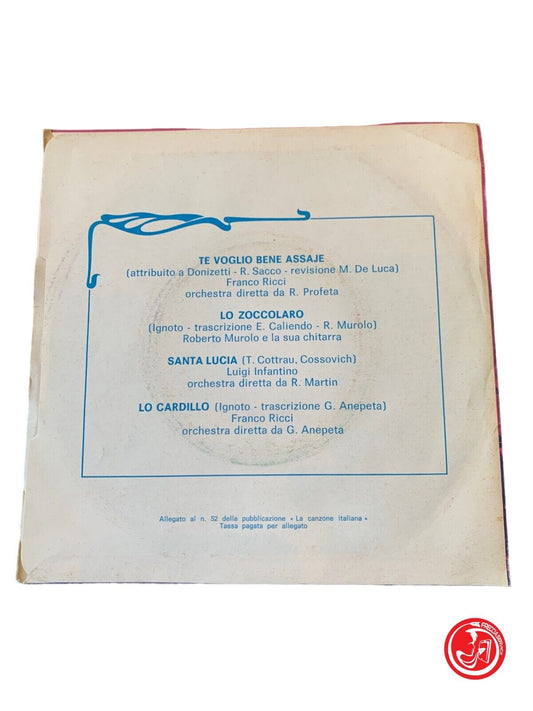 TE VOGLIO BENE ASSAJE
(attribuito a Donizetti - R. Sacco - revisione M. De Luca)
Franco Ricci
orchestra diretta da R. Profeta
LO ZOCCOLARO
(Ignoto - trascrizione E. Caliendo - R. Murolo)
Roberto Murolo e la sua chitarra
SANTA LUCIA (T. Cottrau, Cossovich)
Luigi Infantino
orchestra diretta da R. Martin
LO CARDILLO (Ignoto - trascrizione G. Anepeta)
Franco Ricci
orchestra diretta da G. Anepeta
Allegato al n. 52 della pubblicazione « La canzone italiana »
Tassa pagata per allegato